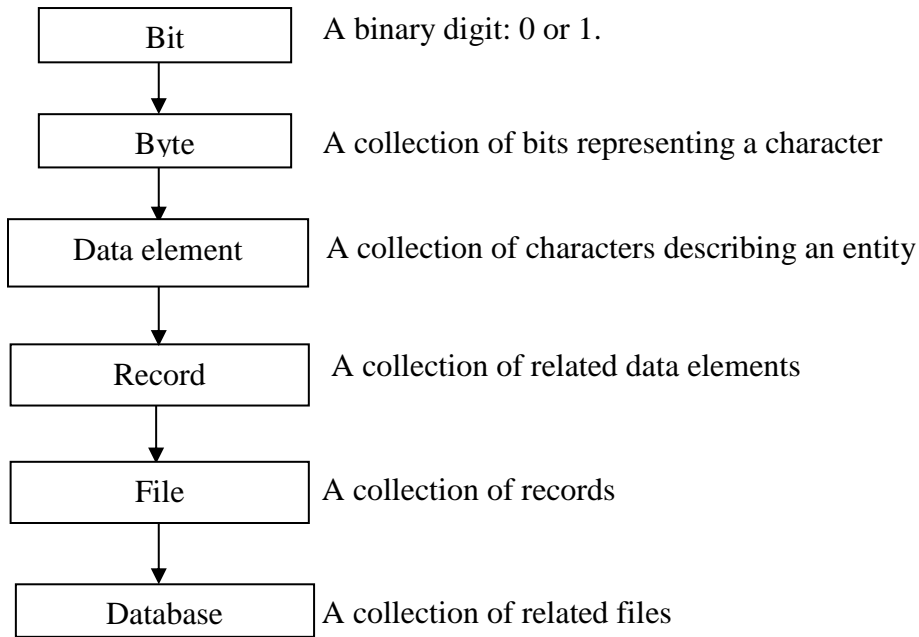 Bit
A binary digit: 0 or 1.
Byte
A collection of bits representing a character
Data element
A collection of characters describing an entity
Record
A collection of related data elements
File
A collection of records
Database
A collection of related files